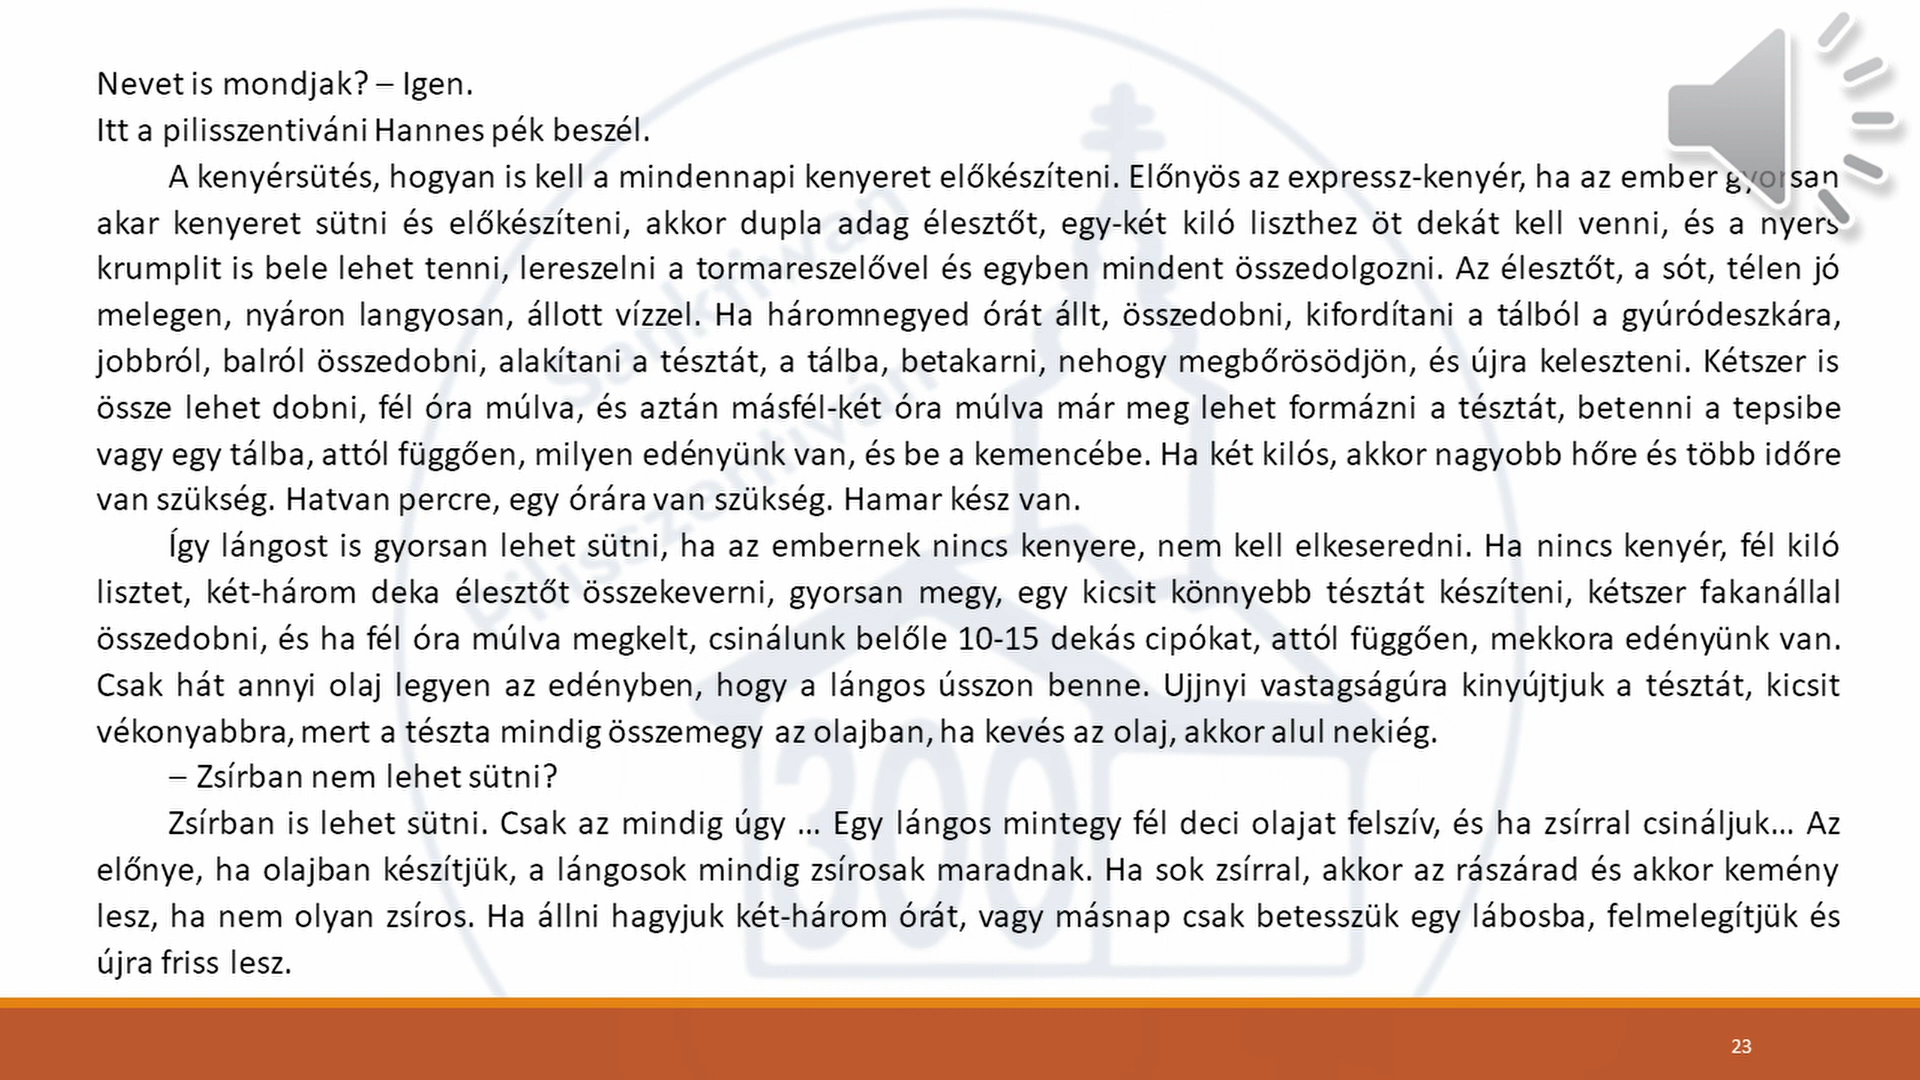 Nevet is mondjak? – Igen.
Itt a pilisszentiváni Hannes pék beszél.
A kenyérsütés, hogyan is kell a mindennapi kenyeret előkészíteni. Előnyös az expressz-kenyér, ha az ember gyorsan
akar kenyeret sütni és előkészíteni, akkor dupla adag élesztőt, egy-két kiló liszthez öt dekát kell venni, és a nyers
krumplit is bele lehet tenni, lereszelni a tormareszelővel és egyben mindent összedolgozni. Az élesztőt, a sót, télen jó
melegen, nyáron langyosan, állott vízzel. Ha háromnegyed órát állt, összedobni, kifordítani a tálból a gyúródeszkára,
jobbról, balról összedobni, alakítani a tésztát, a tálba, betakarni, nehogy megbőrösödjön, és újra keleszteni. Kétszer is
össze lehet dobni, fél óra múlva, és aztán másfél-két óra múlva már meg lehet formázni a tésztát, betenni a tepsibe
vagy egy tálba, attól függően, milyen edényünk van, és be a kemencébe. Ha két kilós, akkor nagyobb hőre és több időre
van szükség. Hatvan percre, egy órára van szükség. Hamar kész van.
Így lángost is gyorsan lehet sütni, ha az embernek nincs kenyere, nem kell elkeseredni. Ha nincs kenyér, fél kiló
lisztet, két-három deka élesztőt összekeverni, gyorsan megy, egy kicsit könnyebb tésztát készíteni, kétszer fakanállal
összedobni, és ha fél óra múlva megkelt, csinálunk belőle 10-15 dekás cipókat, attól függően, mekkora edényünk van.
Csak hát annyi olaj legyen az edényben, hogy a lángos ússzon benne. Ujjnyi vastagságúra kinyújtjuk a tésztát, kicsit
vékonyabbra, mert a tészta mindig összemegy az olajban, ha kevés az olaj, akkor alul nekiég.
– Zsírban nem lehet sütni?
Zsírban is lehet sütni. Csak az mindig úgy … Egy lángos mintegy fél deci olajat felszív, és ha zsírral csináljuk… Az
előnye, ha olajban készítjük, a lángosok mindig zsírosak maradnak. Ha sok zsírral, akkor az rászárad és akkor kemény
lesz, ha nem olyan zsíros. Ha állni hagyjuk két-három órát, vagy másnap csak betesszük egy lábosba, felmelegítjük és
újra friss lesz.
Sanktiwan
Pilisszentiván
300
23